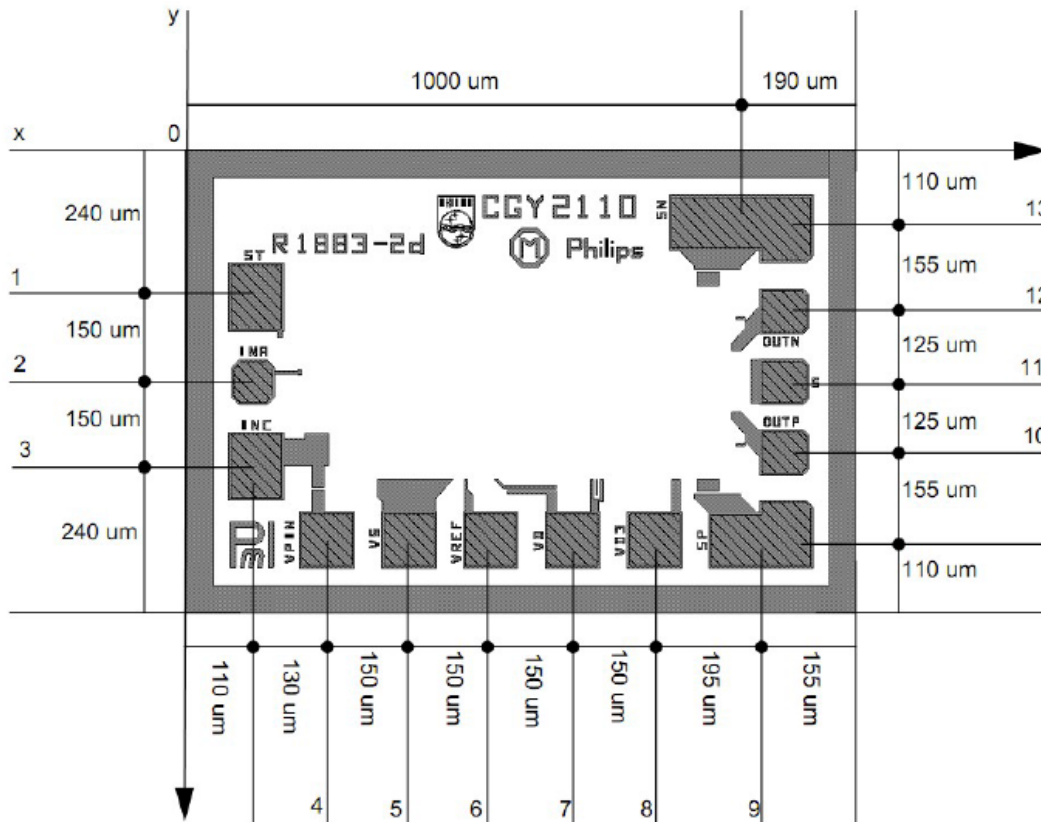 y
1000 um
190 um
x
0
240 um
110 um
13
CGY2110
SN
R1883-2d
M Philips
ST
155 um
1
12
150 um
OUTN
125 um
INA
2
11
S
150 um
125 um
INC
OUTP
3
10
155 um
240 um
VS
VREF
SP
110 um
110 um
130 um
150 um
150 um
150 um
150 um
195 um
155 um
4
5
6
7
8
9